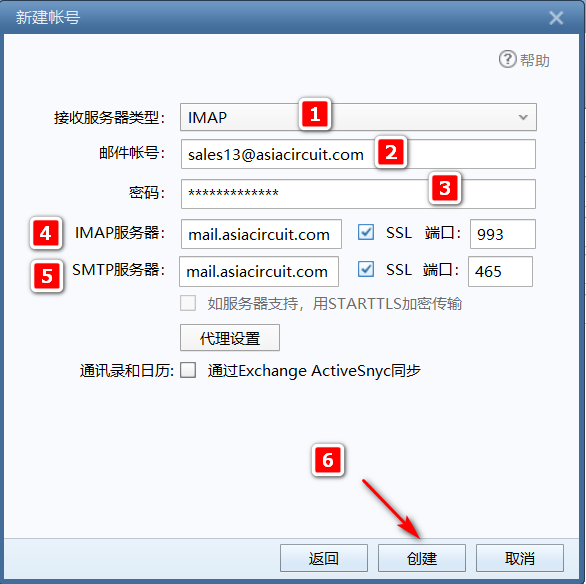 新建帐号
帮助
接收服务器类型: IMAP 1
邮件帐号: sales13@asiacircuit.com 2
密码: ************* 3
4 IMAP服务器: mail.asiacircuit.com SSL 端口: 993
5 SMTP服务器: mail.asiacircuit.com SSL 端口: 465
如服务器支持，用STARTTLS加密传输
代理设置
通讯录和日历: 通过Exchange ActiveSnyc同步
6
返回 创建 取消